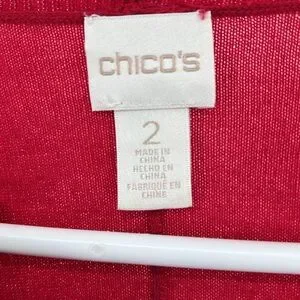 chico's
2
MADE IN
CHINA
HECHO EN
CHINA
FABRIQUÉ EN
CHINE